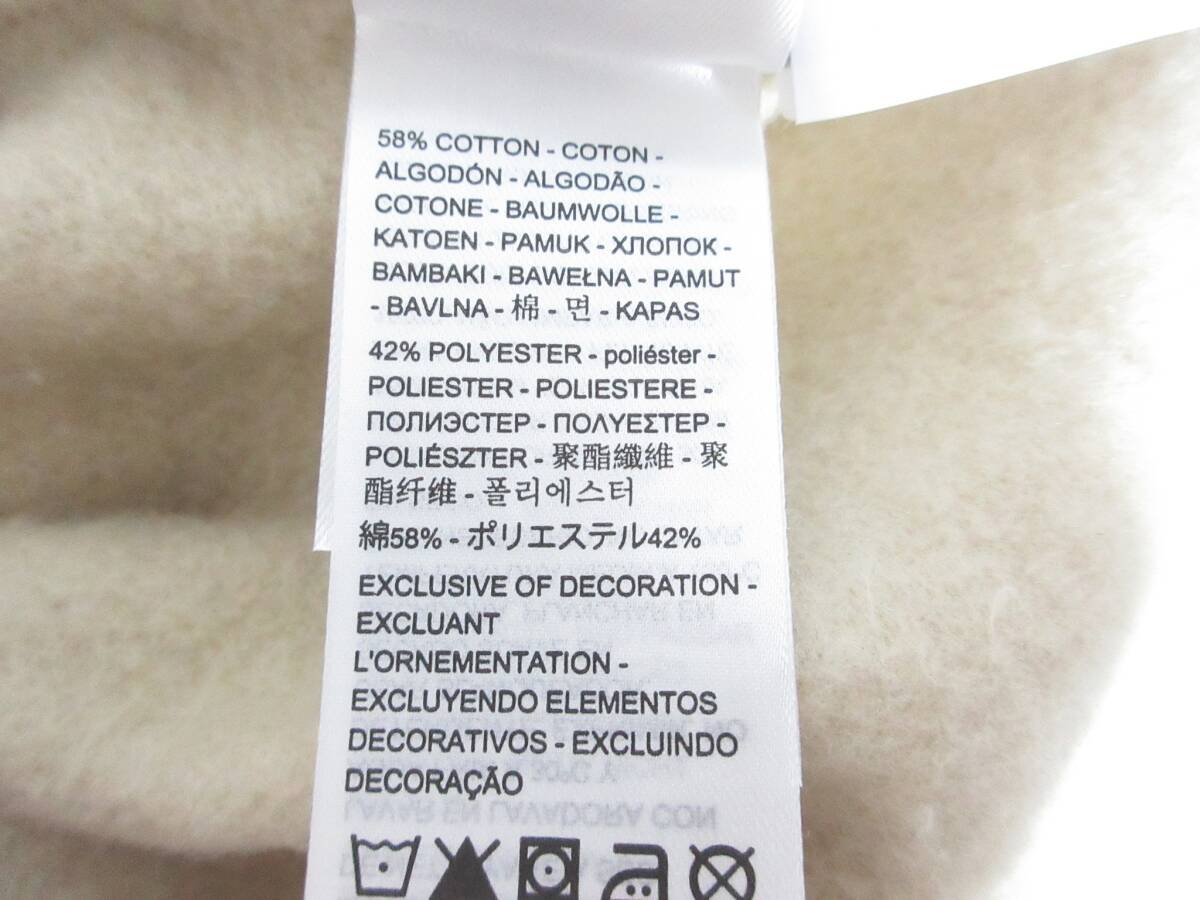 58% COTTON - COTON -
ALGODÓN - ALGODÃO -
COTONE - BAUMWOLLE -
KATOEN - PAMUK - ХЛОПОК -
BAMBAKI - BAWEŁNA - PAMUT
- BAVLNA - 棉 - 면 - KAPAS
42% POLYESTER - poliéster -
POLIESTER - POLIESTERE -
ПОЛИЭСТЕР - ΠΟΛΥΕΣΤΕΡ -
POLIÉSZTER - 聚酯纖維 - 聚
酯纤维 - 폴리에스터
綿58% - ポリエステル42%
EXCLUSIVE OF DECORATION -
EXCLUANT
L'ORNEMENTATION -
EXCLUYENDO ELEMENTOS
DECORATIVOS - EXCLUINDO
DECORAÇÃO